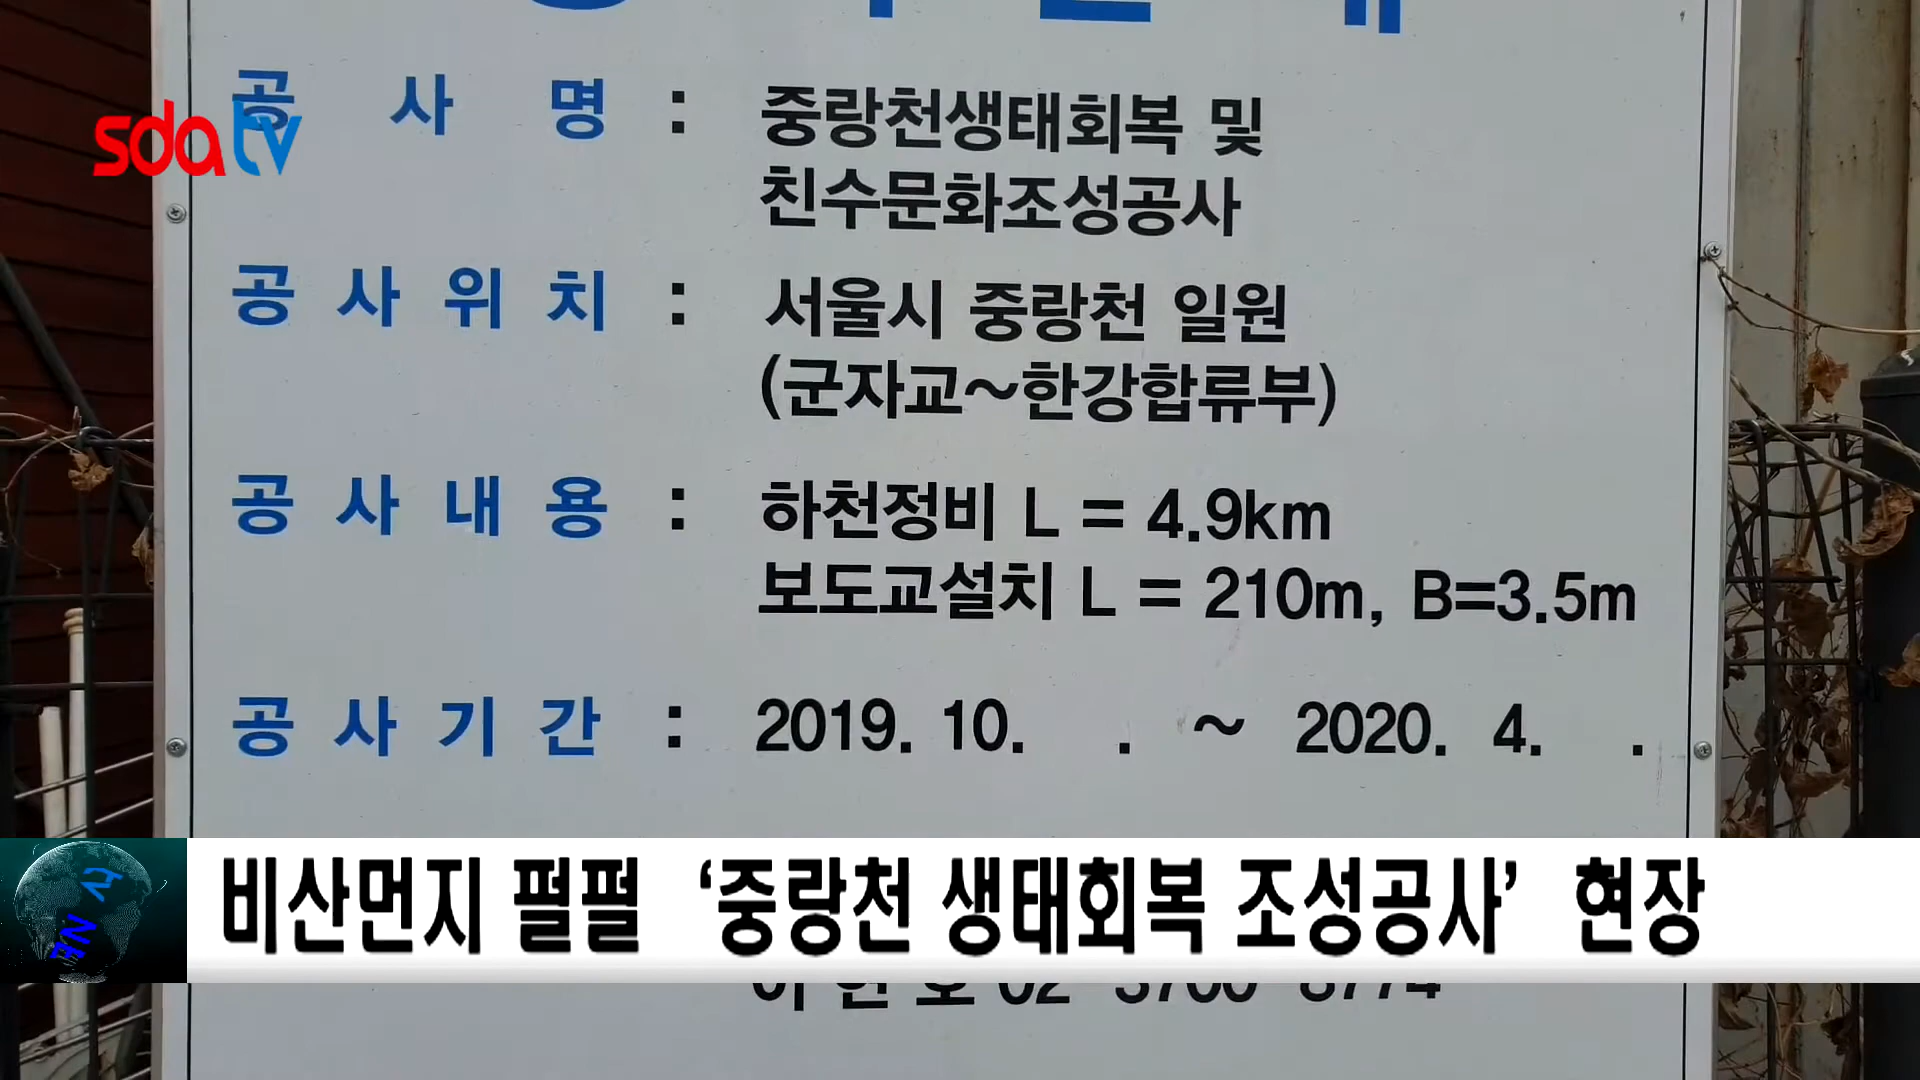 공 사 명 : 중랑천생태회복 및
친수문화조성공사
sdatv
공 사 위 치 : 서울시 중랑천 일원
(군자교~한강합류부)
공 사 내 용 : 하천정비 L = 4.9km
보도교설치 L = 210m, B=3.5m
공 사 기 간 : 2019. 10. . ~ 2020. 4. .
비산먼지 펄펄 ‘중랑천 생태회복 조성공사’ 현장